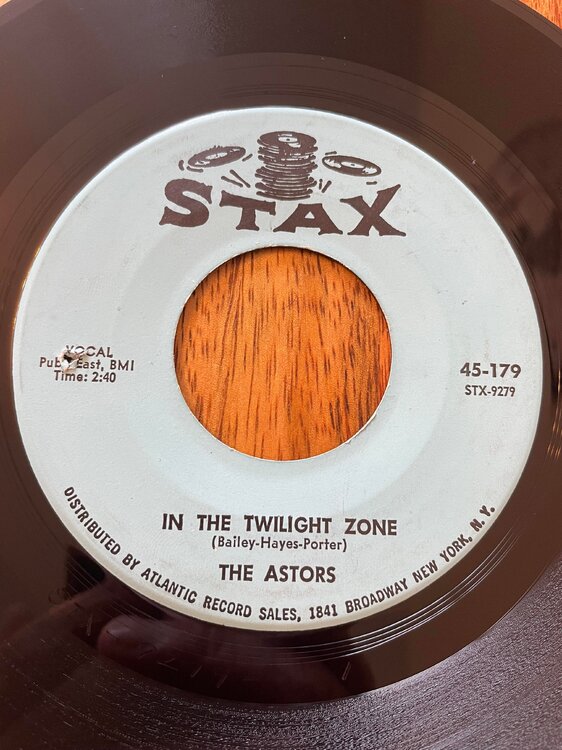 STAX
VOCAL
East, BMI
Time: 2:40
45-179
STX-9279
IN THE TWILIGHT ZONE
(Bailey-Hayes-Porter)
THE ASTORS
DISTRIBUTED BY ATLANTIC RECORD SALES, 1841 BROADWAY NEW YORK, N. Y.